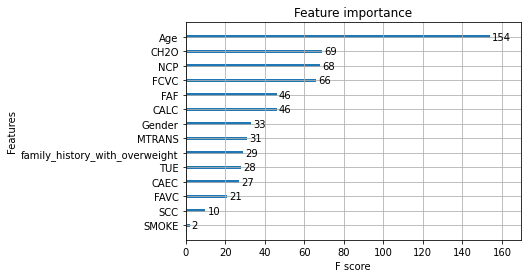 Feature importance
Features
Age 154
CH2O 69
NCP 68
FCVC 66
FAF 46
CALC 46
Gender 33
MTRANS 31
family_history_with_overweight 29
TUE 28
CAEC 27
FAVC 21
SCC 10
SMOKE 2
0 20 40 60 80 100 120 140 160
F score